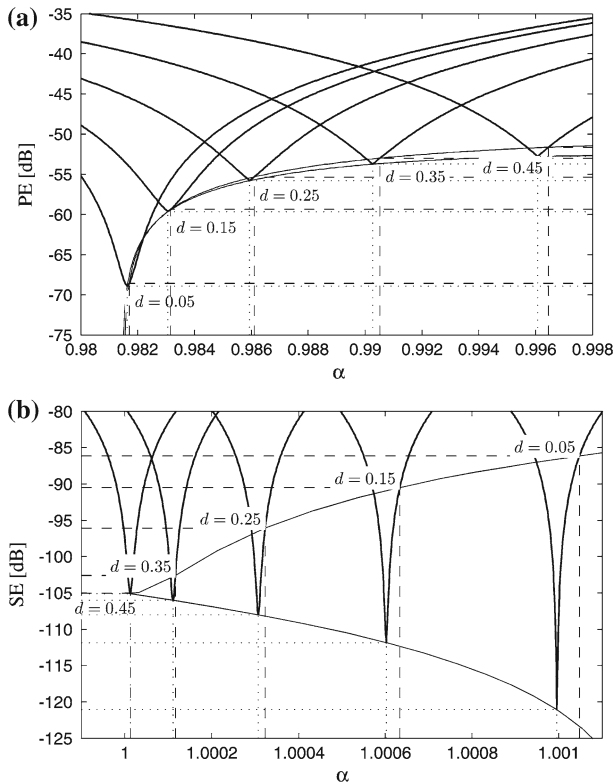 (a)
-35
-40
-45
-50
-55
-60
-65
-70
-75
PE [dB]
d = 0.45
d = 0.35
d = 0.25
d = 0.15
d = 0.05
0.98 0.982 0.984 0.986 0.988 0.99 0.992 0.994 0.996 0.998
α
(b)
-80
-85
-90
-95
-100
-105
-110
-115
-120
-125
SE [dB]
d = 0.05
d = 0.15
d = 0.25
d = 0.35
d = 0.45
1 1.0002 1.0004 1.0006 1.0008 1.001
α